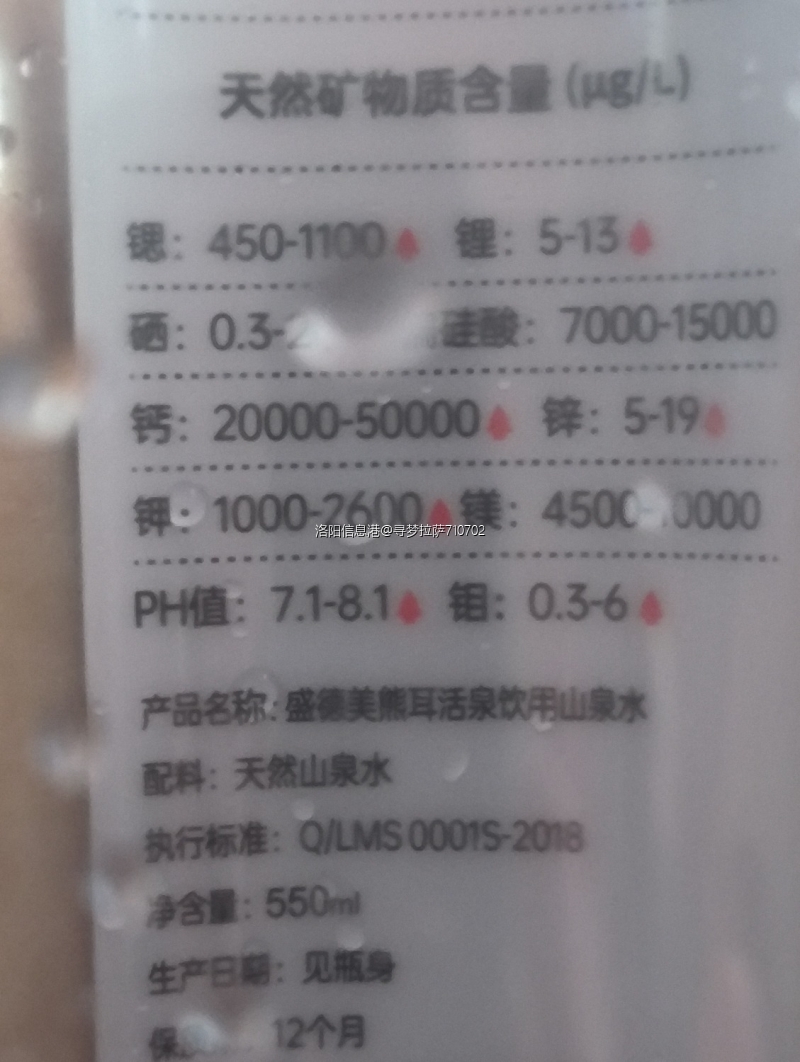 天然矿物质含量(μg/L)
锶：450-1100 锂：5-13
硒：0.3- 硅酸：7000-15000
钙：20000-50000 锌：5-19
钾：1000-2600 镁：4500- 0000
洛阳信息港@寻梦拉萨710702
PH值：7.1-8.1 钼：0.3-6
产品名称：盛德美熊耳活泉饮用山泉水
配料：天然山泉水
执行标准：Q/LMS 0001S-2018
净含量：550ml
生产日期：见瓶身
保 12个月